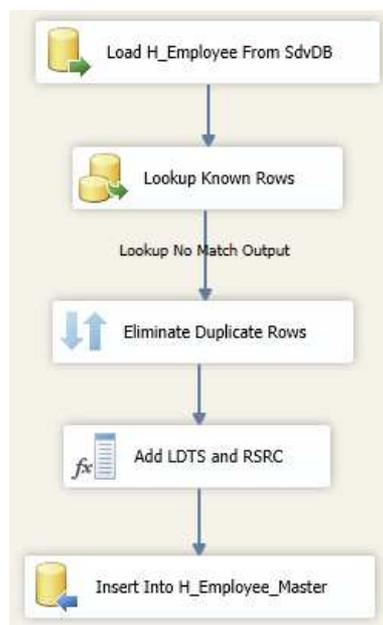 Load H_Employee From SdvDB
Lookup Known Rows
Lookup No Match Output
Eliminate Duplicate Rows
fx
Add LDTS and RSRC
Insert Into H_Employee_Master